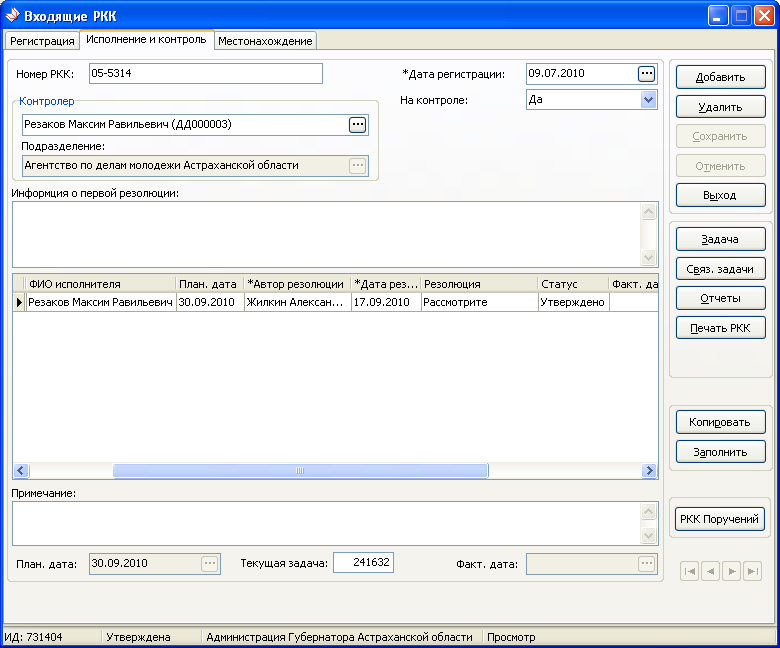 Входящие РКК
Регистрация Исполнение и контроль Местонахождение
Номер РКК: 05-5314 *Дата регистрации: 09.07.2010
На контроле: Да
Контролер
Резаков Максим Равильевич (ДД000003)
Подразделение:
Агентство по делам молодежи Астраханской области
Информция о первой резолюции:
ФИО исполнителя План. дата *Автор резолюции *Дата рез... Резолюция Статус Факт. да
Резаков Максим Равильевич 30.09.2010 Жилкин Алексан... 17.09.2010 Рассмотрите Утверждено
Примечание:
План. дата: 30.09.2010 Текущая задача: 241632 Факт. дата:
Добавить
Удалить
Сохранить
Отменить
Выход
Задача
Связ. задачи
Отчеты
Печать РКК
Копировать
Заполнить
РКК Поручений
ИД: 731404 Утверждена Администрация Губернатора Астраханской области Просмотр